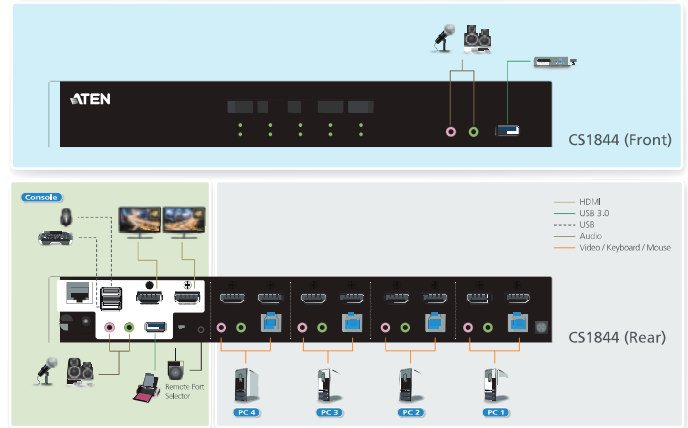 ATEN
CS1844 (Front)
Console
HDMI
USB 3.0
USB
Audio
Video / Keyboard / Mouse
CS1844 (Rear)
Remote Port
Selector
PC 4
PC 3
PC 2
PC 1